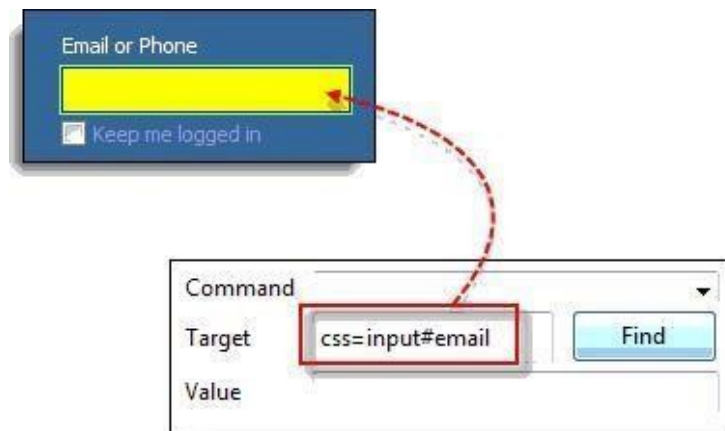 Email or Phone
Keep me logged in
Command
Target css=input#email Find
Value